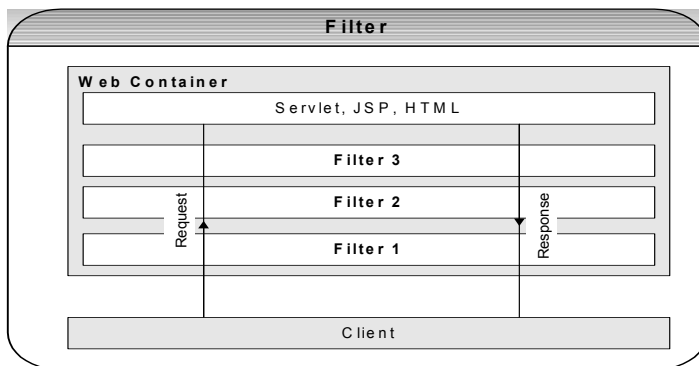 Filter
Web Container
Servlet, JSP, HTML
Filter 3
Filter 2
Filter 1
Request
Response
Client